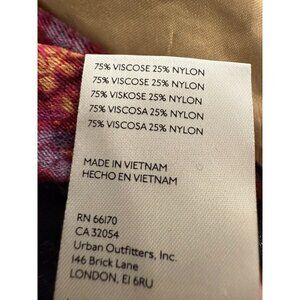 75% VISCOSE 25% NYLON
75% VISCOSE 25% NYLON
75% VISKOSE 25% NYLON
75% VISCOSA 25% NYLON
75% VISCOSA 25% NYLON
MADE IN VIETNAM
HECHO EN VIETNAM
RN 66170
CA 32054
Urban Outfitters, Inc.
146 Brick Lane
LONDON, E1 6RU